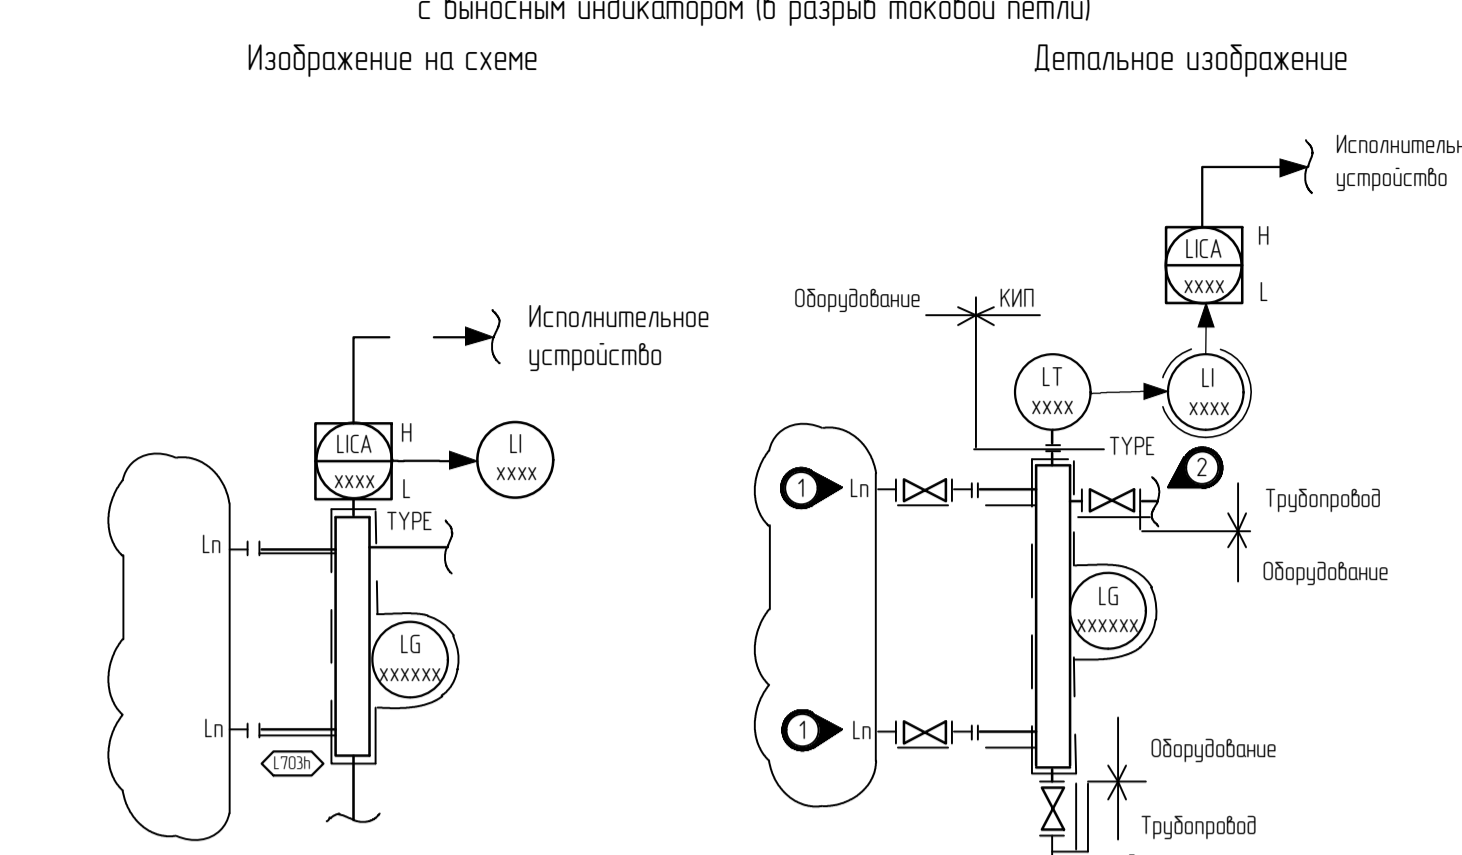 с выносным индикатором (в разрыв токовой петли)
Изображение на схеме
Детальное изображение
Исполнительное
устройство
LICA
XXXX
H
L
LI
XXXX
TYPE
Ln
LG
XXXXXX
Ln
L703h
Исполнительн
устройство
LICA
XXXX
H
L
Оборудование
КИП
LT
XXXX
LI
XXXX
TYPE
1
Ln
2
Трубопровод
Оборудование
LG
XXXXXX
1
Ln
Оборудование
Трубопровод